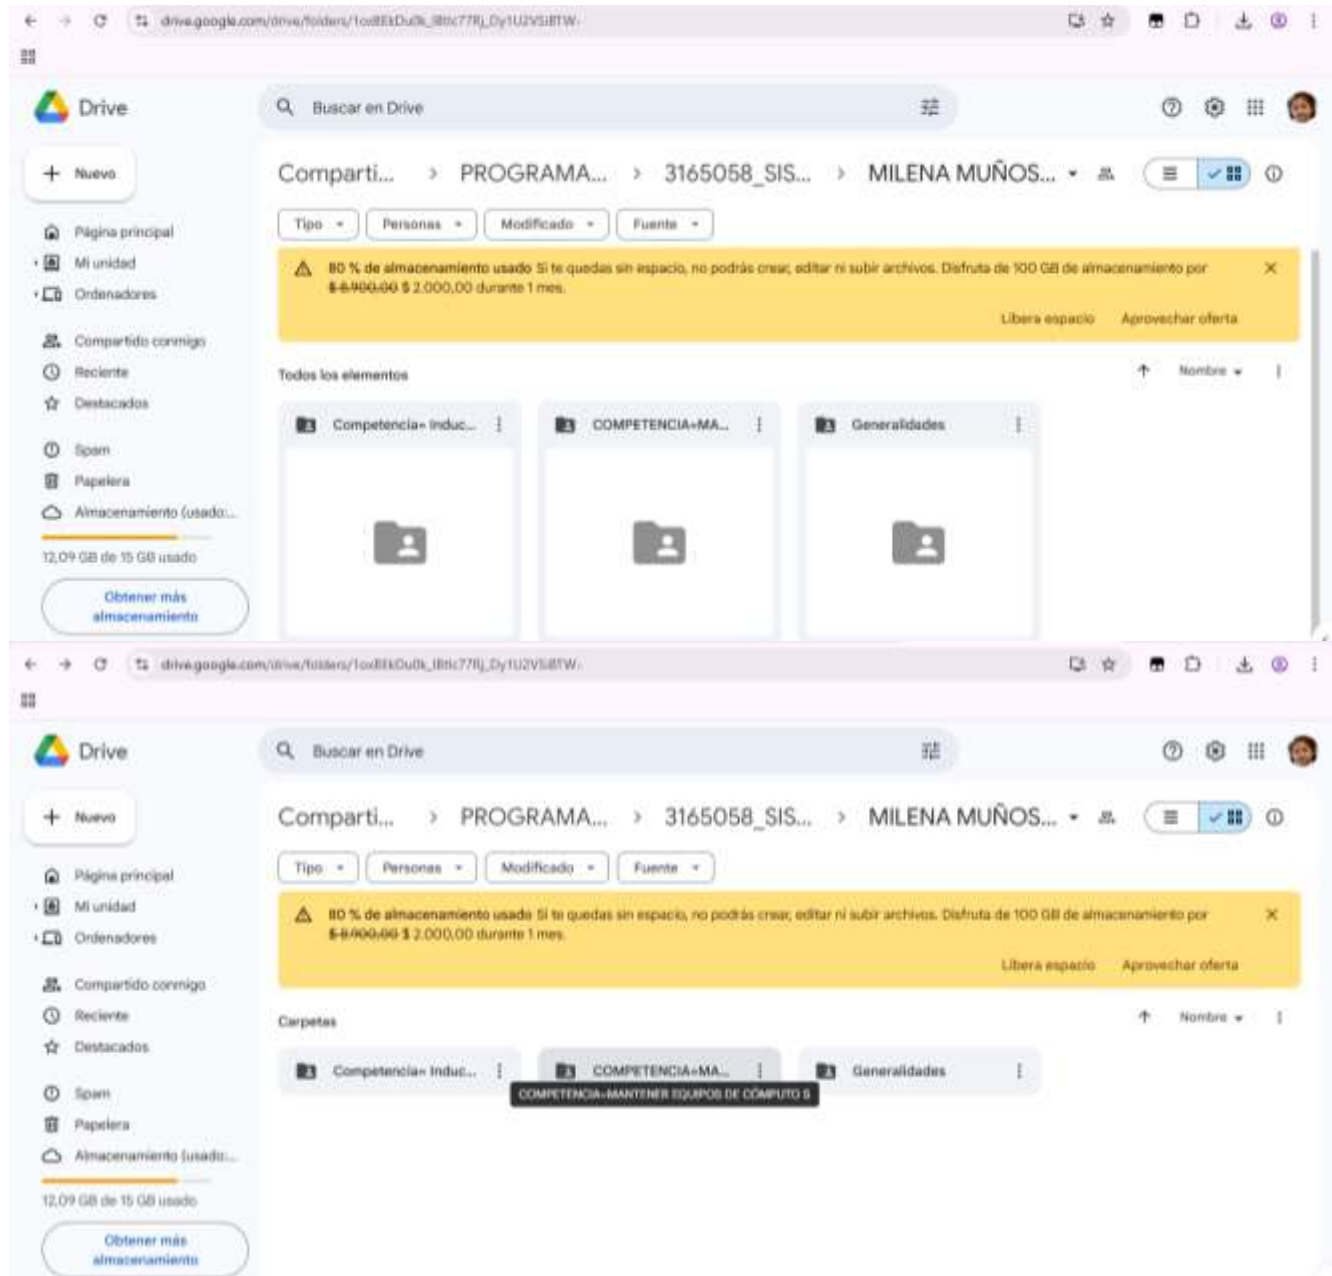 drive.google.com/drive/folders/
Drive
Buscar en Drive
Nuevo
Comparti... > PROGRAMA... > 3165058_SIS... > MILENA MUÑOS...
Tipo Personas Modificado Fuente
Página principal
Mi unidad
Ordenadores
Compartido conmigo
Reciente
Destacados
Spam
Papelera
Almacenamiento (usado:...
12,09 GB de 15 GB usado
Obtener más
almacenamiento
80 % de almacenamiento usado Si te quedas sin espacio, no podrás crear, editar ni subir archivos. Disfruta de 100 GB de almacenamiento por
$ 8.900,00 $ 2.000,00 durante 1 mes.
Libera espacio Aprovechar oferta
Todos los elementos
Nombre
Competencia= Induc... COMPETENCIA=MA... Generalidades
drive.google.com/drive/folders/
Drive
Buscar en Drive
Nuevo
Comparti... > PROGRAMA... > 3165058_SIS... > MILENA MUÑOS...
Tipo Personas Modificado Fuente
Página principal
Mi unidad
Ordenadores
Compartido conmigo
Reciente
Destacados
Spam
Papelera
Almacenamiento (usado:...
12,09 GB de 15 GB usado
Obtener más
almacenamiento
80 % de almacenamiento usado Si te quedas sin espacio, no podrás crear, editar ni subir archivos. Disfruta de 100 GB de almacenamiento por
$ 8.900,00 $ 2.000,00 durante 1 mes.
Libera espacio Aprovechar oferta
Carpetas
Nombre
Competencia= Induc... COMPETENCIA=MA... Generalidades
COMPETENCIA=MANTENER EQUIPOS DE CÓMPUTO S